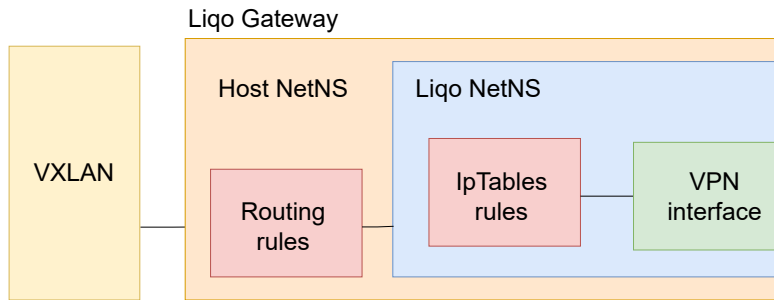 Liqo Gateway
Host NetNS
Liqo NetNS
VXLAN
Routing
rules
IpTables
rules
VPN
interface